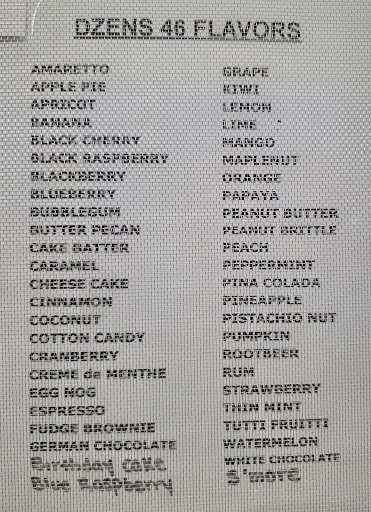 DZENS 46 FLAVORS
AMARETTO
APPLE PIE
APRICOT
BANANA
BLACK CHERRY
BLACK RASPBERRY
BLACKBERRY
BLUEBERRY
BUBBLEGUM
BUTTER PECAN
CAKE BATTER
CARAMEL
CHEESE CAKE
CINNAMON
COCONUT
COTTON CANDY
CRANBERRY
CREME de MENTHE
EGG NOG
ESPRESSO
FUDGE BROWNIE
GERMAN CHOCOLATE
Birthday cake
Blue Raspberry
GRAPE
KIWI
LEMON
LIME
MANGO
MAPLENUT
ORANGE
PAPAYA
PEANUT BUTTER
PEANUT BRITTLE
PEACH
PEPPERMINT
PINA COLADA
PINEAPPLE
PISTACHIO NUT
PUMPKIN
ROOTBEER
RUM
STRAWBERRY
THIN MINT
TUTTI FRUITTI
WATERMELON
WHITE CHOCOLATE
S'more